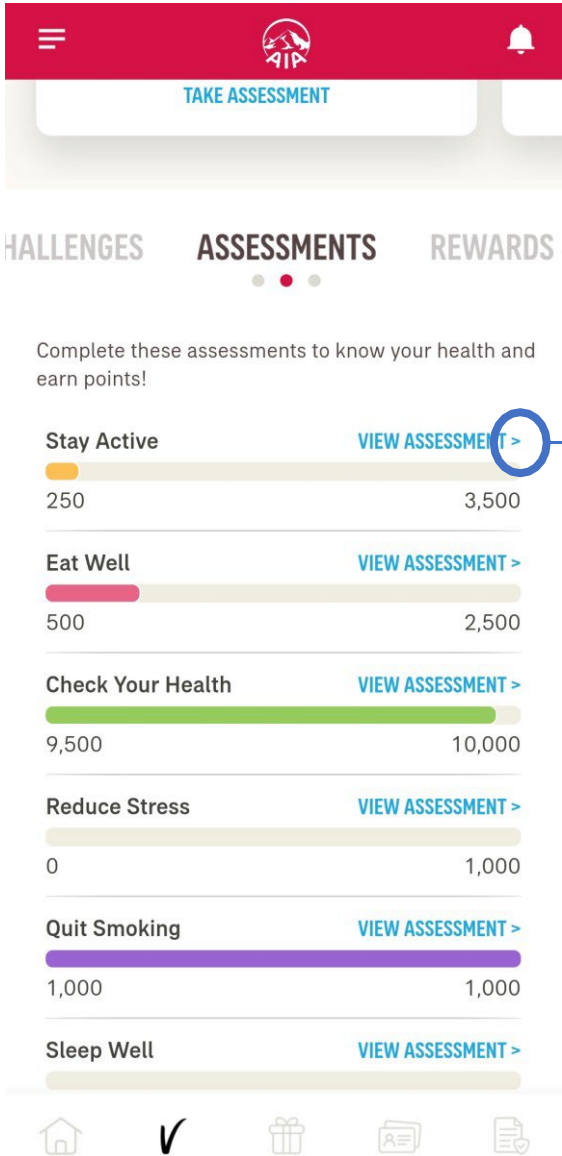 AIA
TAKE ASSESSMENT
HALLENGES ASSESSMENTS REWARDS
Complete these assessments to know your health and
earn points!
Stay Active VIEW ASSESSMENT >
250 3,500
Eat Well VIEW ASSESSMENT >
500 2,500
Check Your Health VIEW ASSESSMENT >
9,500 10,000
Reduce Stress VIEW ASSESSMENT >
0 1,000
Quit Smoking VIEW ASSESSMENT >
1,000 1,000
Sleep Well VIEW ASSESSMENT >